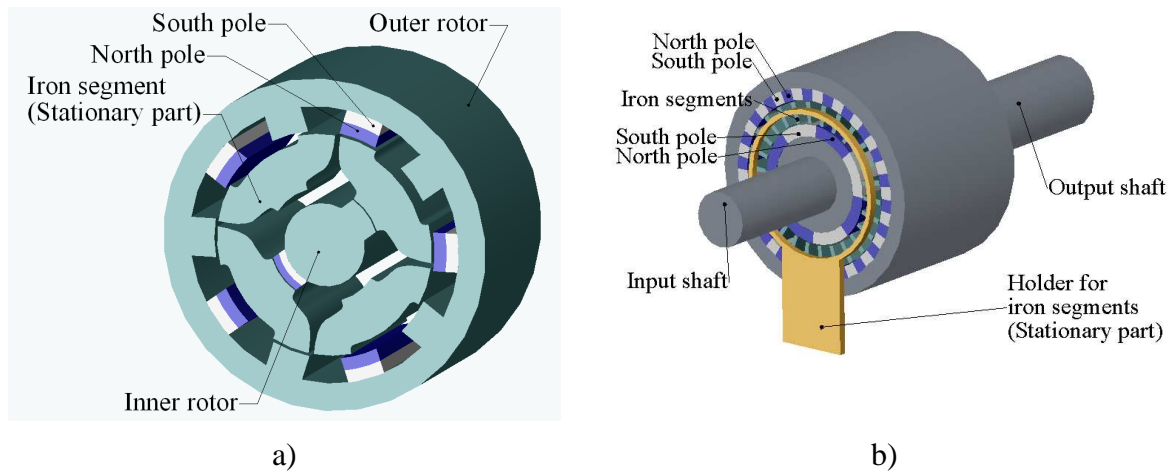 South pole
Outer rotor
North pole
Iron segment
(Stationary part)
Inner rotor
a)
North pole
South pole
Iron segments
South pole
North pole
Output shaft
Input shaft
Holder for
iron segments
(Stationary part)
b)